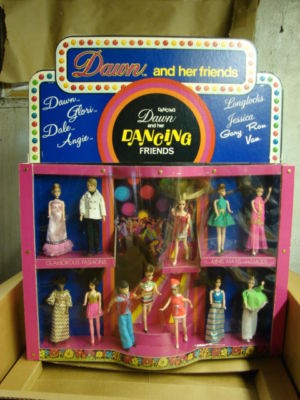 Dawn and her friends
Dawn
Glori
Dale
Angie
Longlocks
Jessica
Gary Ron
Van
DANCING
Dawn
and her
DANCING
FRIENDS
GLAMOROUS FASHIONS